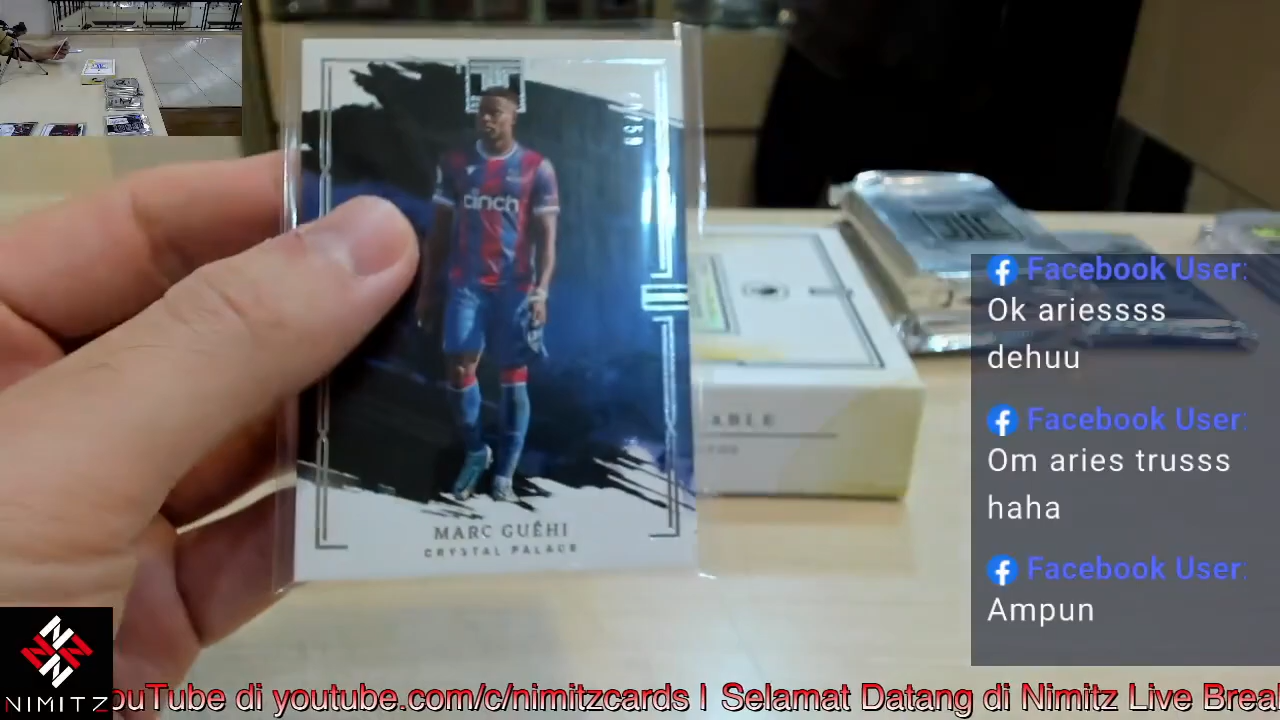 cinch
MARC GUÉHI
CRYSTAL PALACE
Facebook User:
Ok ariessss
dehuu
Facebook User:
Om aries trusss
haha
Facebook User:
Ampun
NIMITZ
ouTube di youtube.com/c/nimitzcards I Selamat Datang di Nimitz Live Brea